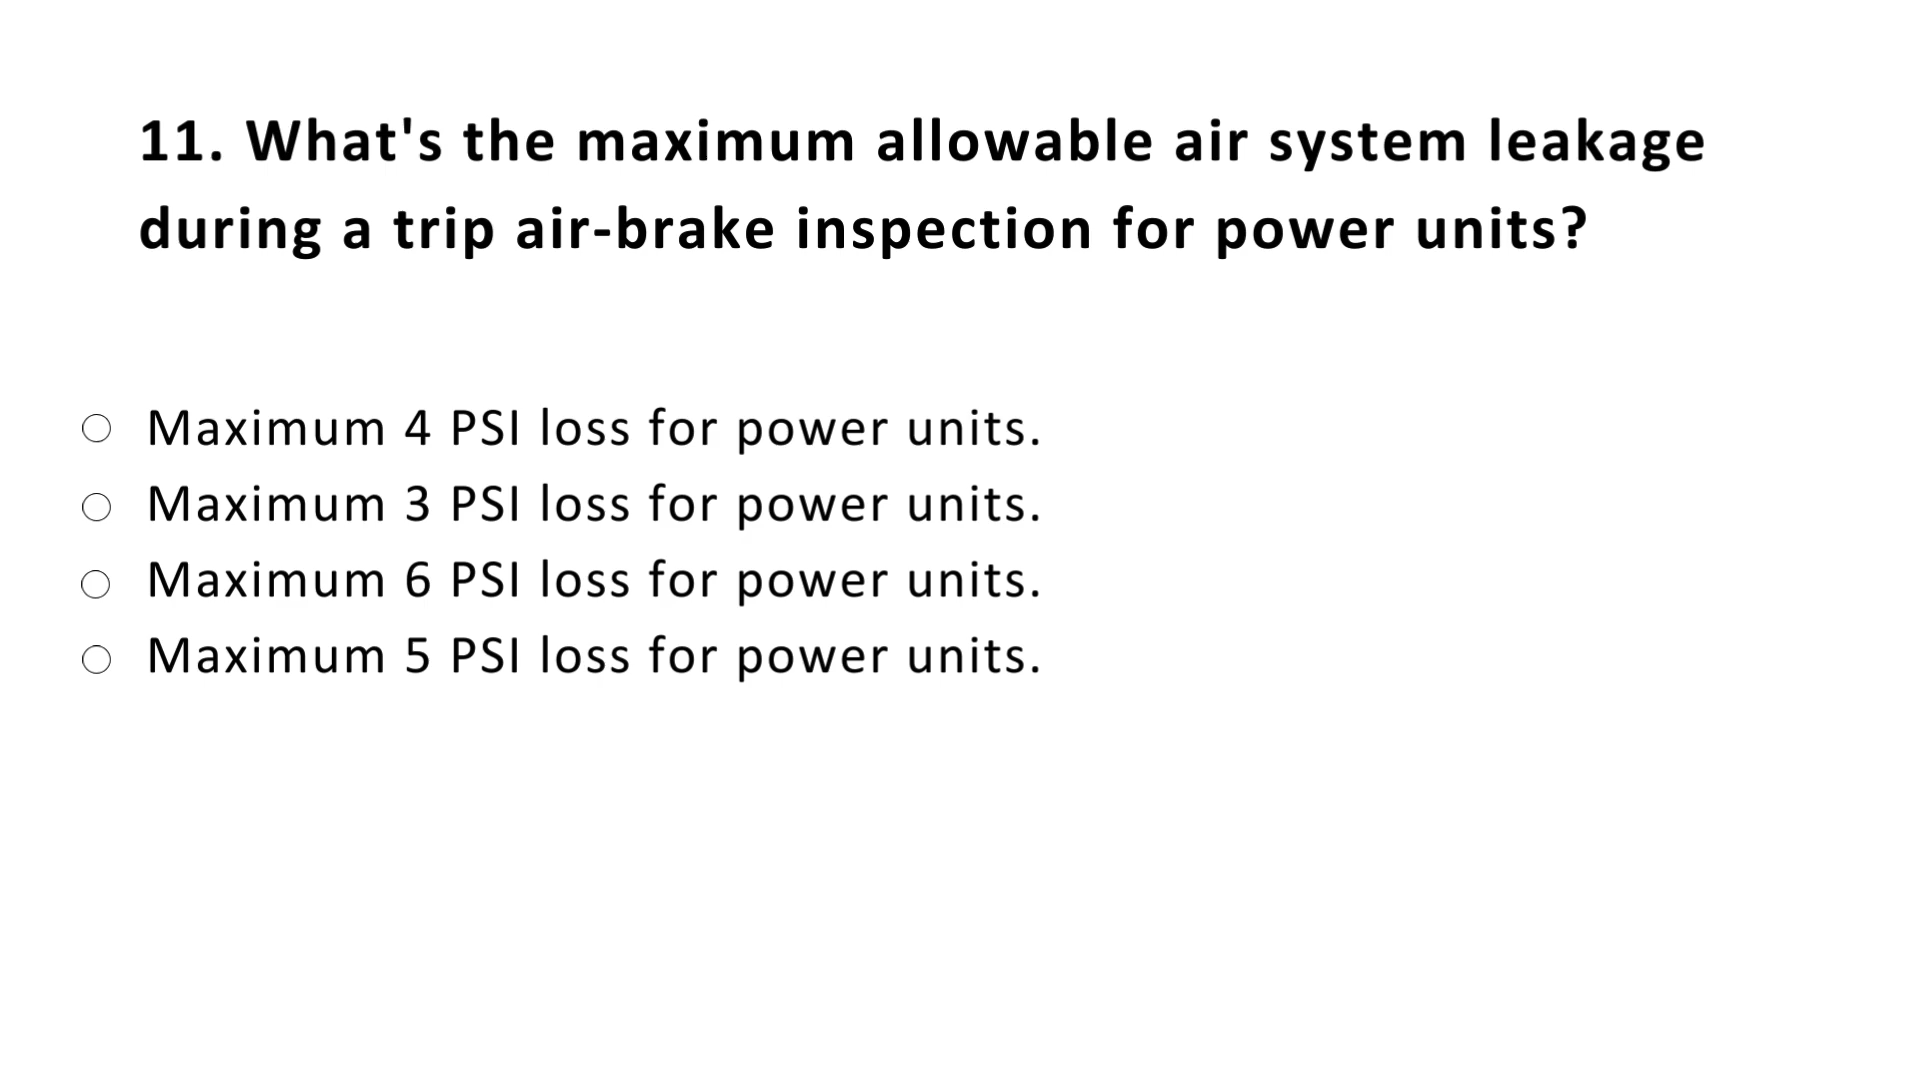 11. What's the maximum allowable air system leakage
during a trip air-brake inspection for power units?
Maximum 4 PSI loss for power units.
Maximum 3 PSI loss for power units.
Maximum 6 PSI loss for power units.
Maximum 5 PSI loss for power units.